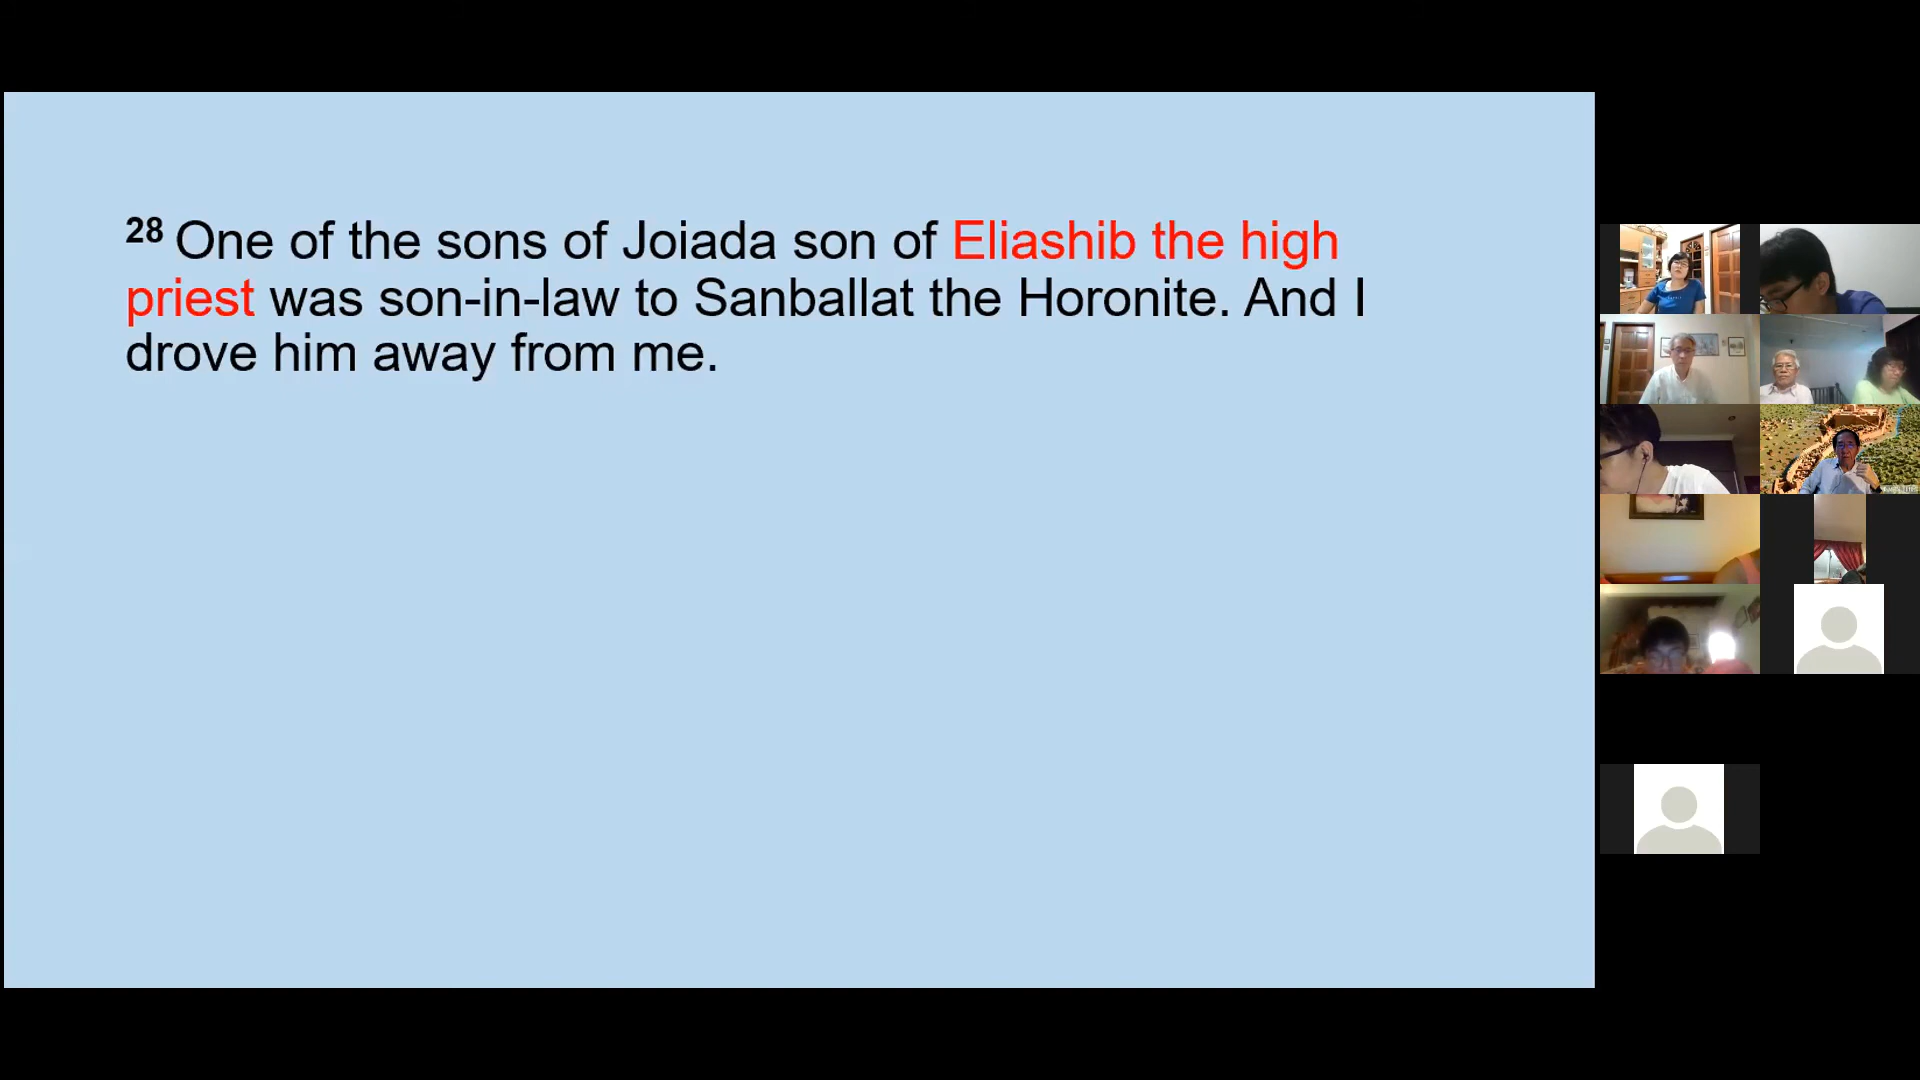 28 One of the sons of Joiada son of Eliashib the high
priest was son-in-law to Sanballat the Horonite. And I
drove him away from me.